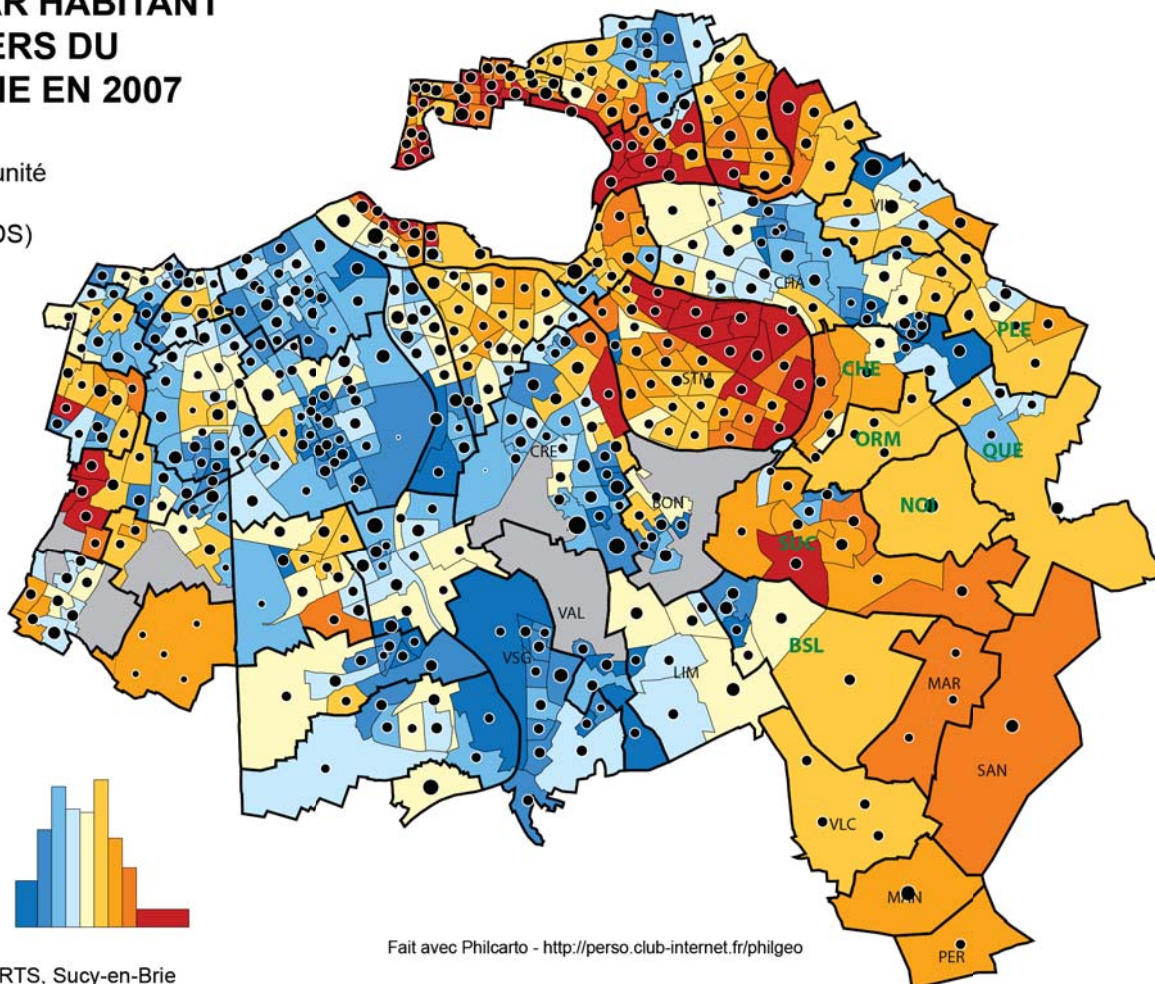 AR HABITANT
ERS DU
NE EN 2007
unité
DS)
VIL
CHA
PLE
CHE
STM
ORM
QUE
CRE
BON
NOI
SUC
VAL
VSG
BSL
LIM
MAR
SAN
VLC
MAN
PER
Fait avec Philcarto - http://perso.club-internet.fr/philgeo
RTS, Sucy-en-Brie